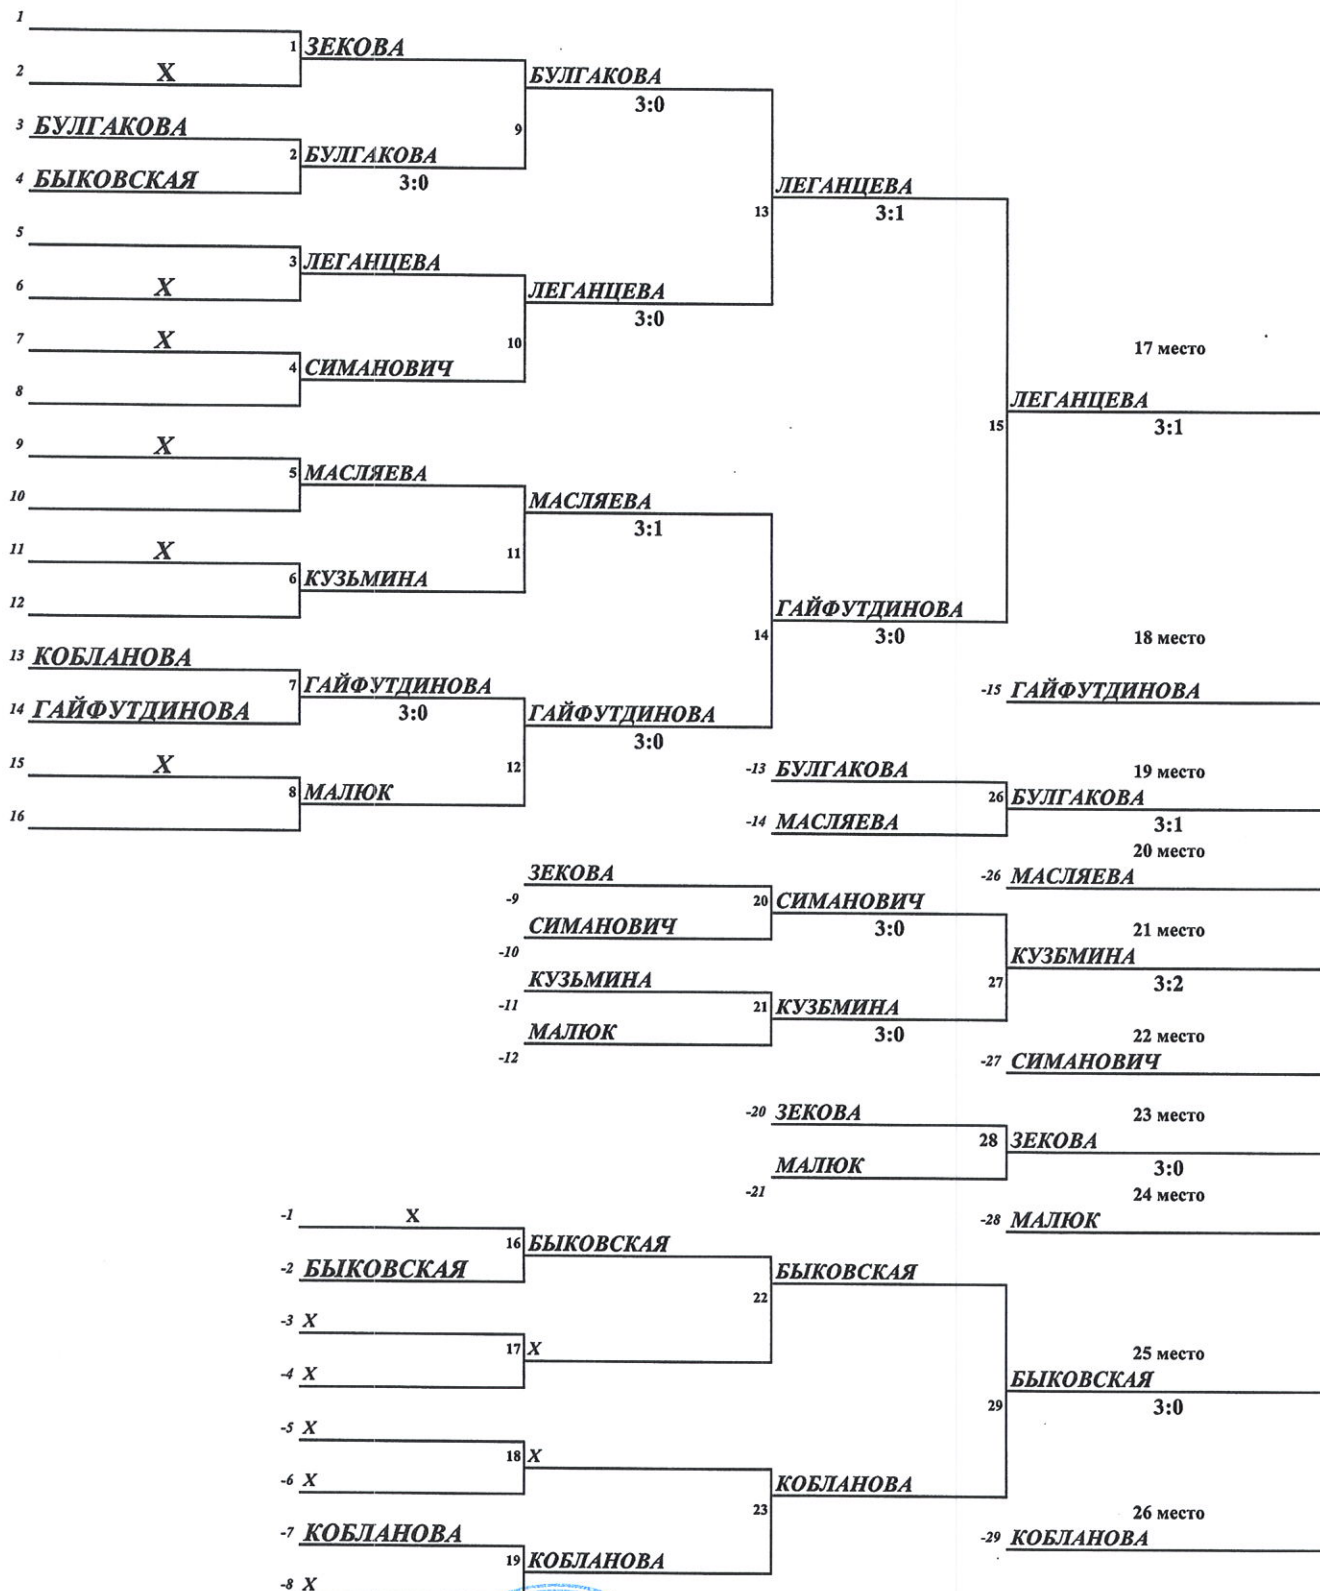 1
1 ЗЕКОВА
2 X
БУЛГАКОВА
3:0
3 БУЛГАКОВА
9
2 БУЛГАКОВА
3:0
4 БЫКОВСКАЯ
ЛЕГАНЦЕВА
3:1
13
5
3 ЛЕГАНЦЕВА
6 X
ЛЕГАНЦЕВА
3:0
7 X
10
4 СИМАНОВИЧ
8
17 место
ЛЕГАНЦЕВА
3:1
15
9 X
5 МАСЛЯЕВА
10
МАСЛЯЕВА
3:1
11 X
11
6 КУЗЬМИНА
12
ГАЙФУТДИНОВА
3:0
14
13 КОБЛАНОВА
7 ГАЙФУТДИНОВА
3:0
14 ГАЙФУТДИНОВА
ГАЙФУТДИНОВА
3:0
15 X
12
8 МАЛЮК
16
18 место
-15 ГАЙФУТДИНОВА
-13 БУЛГАКОВА
19 место
26 БУЛГАКОВА
3:1
-14 МАСЛЯЕВА
20 место
-26 МАСЛЯЕВА
ЗЕКОВА
-9
20 СИМАНОВИЧ
3:0
СИМАНОВИЧ
-10
21 место
КУЗБМИНА
3:2
27
КУЗЬМИНА
-11
21 КУЗБМИНА
3:0
МАЛЮК
-12
22 место
-27 СИМАНОВИЧ
-20 ЗЕКОВА
23 место
28 ЗЕКОВА
3:0
МАЛЮК
-21
24 место
-28 МАЛЮК
-1 X
16 БЫКОВСКАЯ
-2 БЫКОВСКАЯ
БЫКОВСКАЯ
22
-3 X
17 X
-4 X
25 место
БЫКОВСКАЯ
3:0
29
-5 X
18 X
-6 X
КОБЛАНОВА
23
-7 КОБЛАНОВА
19 КОБЛАНОВА
-8 X
26 место
-29 КОБЛАНОВА